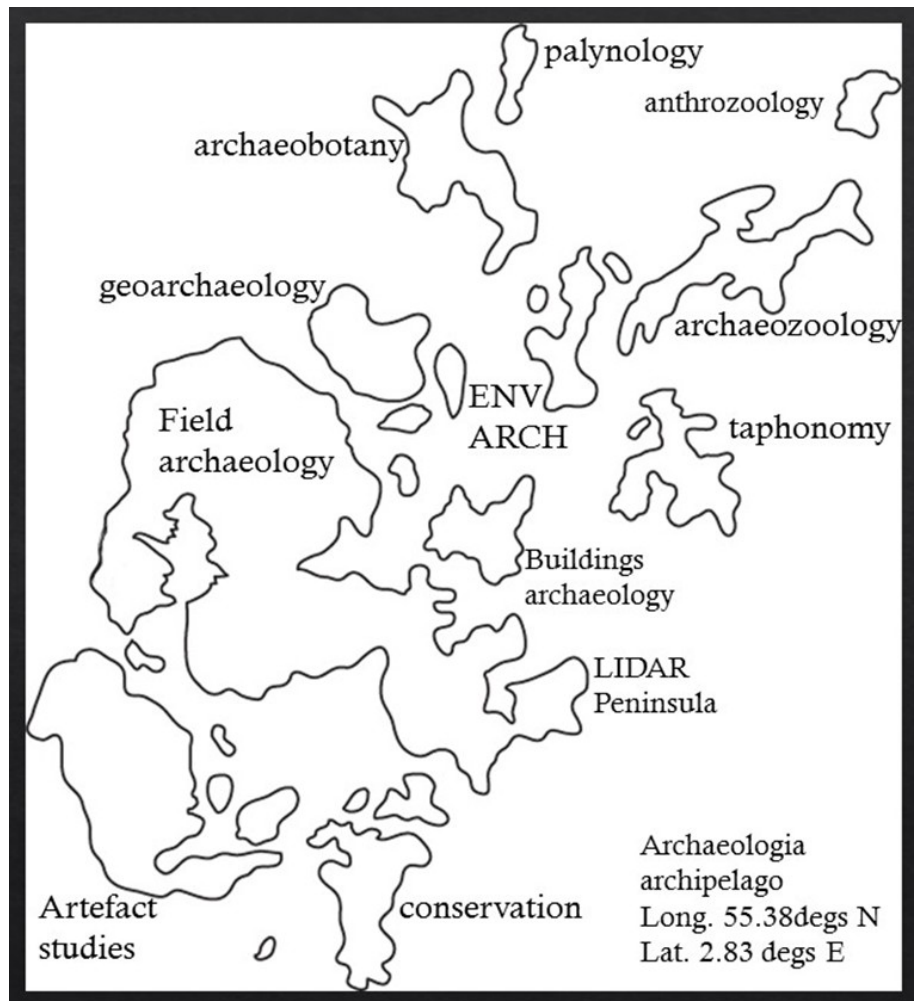 palynology
anthrozoology
archaeobotany
geoarchaeology
archaeozoology
ENV
ARCH
Field
archaeology
taphonomy
Buildings
archaeology
LIDAR
Peninsula
Archaeologia
archipelago
Long. 55.38degs N
Lat. 2.83 degs E
Artefact
studies
conservation